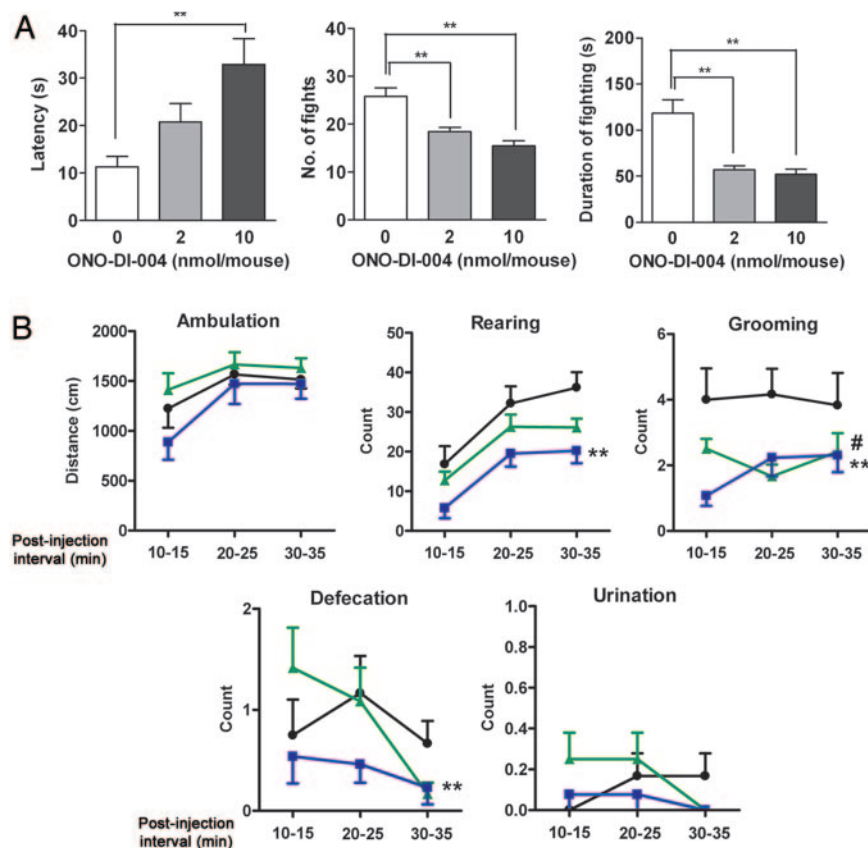 A
Latency (s)
40
30
20
10
0
**
0 2 10
ONO-DI-004 (nmol/mouse)
No. of fights
40
30
20
10
0
**
**
0 2 10
ONO-DI-004 (nmol/mouse)
Duration of fighting (s)
200
150
100
50
0
**
**
0 2 10
ONO-DI-004 (nmol/mouse)
B
Ambulation
Distance (cm)
2000
1500
1000
500
0
10-15 20-25 30-35
Rearing
Count
50
40
30
20
10
0
**
10-15 20-25 30-35
Grooming
Count
6
4
2
0
#
**
10-15 20-25 30-35
Post-injection
interval (min)
Defecation
Count
2
1
0
**
10-15 20-25 30-35
Urination
Count
1.0
0.8
0.6
0.4
0.2
0.0
10-15 20-25 30-35
Post-injection
interval (min)